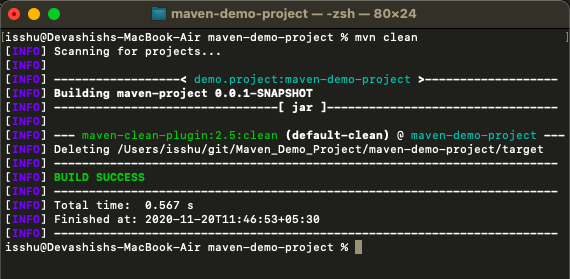 maven-demo-project — -zsh — 80×24
[isshu@Devashishs-MacBook-Air maven-demo-project % mvn clean ]
[INFO] Scanning for projects...
[INFO]
[INFO] -------------------< demo.project:maven-demo-project >-------------------
[INFO] Building maven-project 0.0.1-SNAPSHOT
[INFO] --------------------------------[ jar ]---------------------------------
[INFO]
[INFO] --- maven-clean-plugin:2.5:clean (default-clean) @ maven-demo-project ---
[INFO] Deleting /Users/isshu/git/Maven_Demo_Project/maven-demo-project/target
[INFO] ------------------------------------------------------------------------
[INFO] BUILD SUCCESS
[INFO] ------------------------------------------------------------------------
[INFO] Total time:  0.567 s
[INFO] Finished at: 2020-11-20T11:46:53+05:30
[INFO] ------------------------------------------------------------------------
isshu@Devashishs-MacBook-Air maven-demo-project %